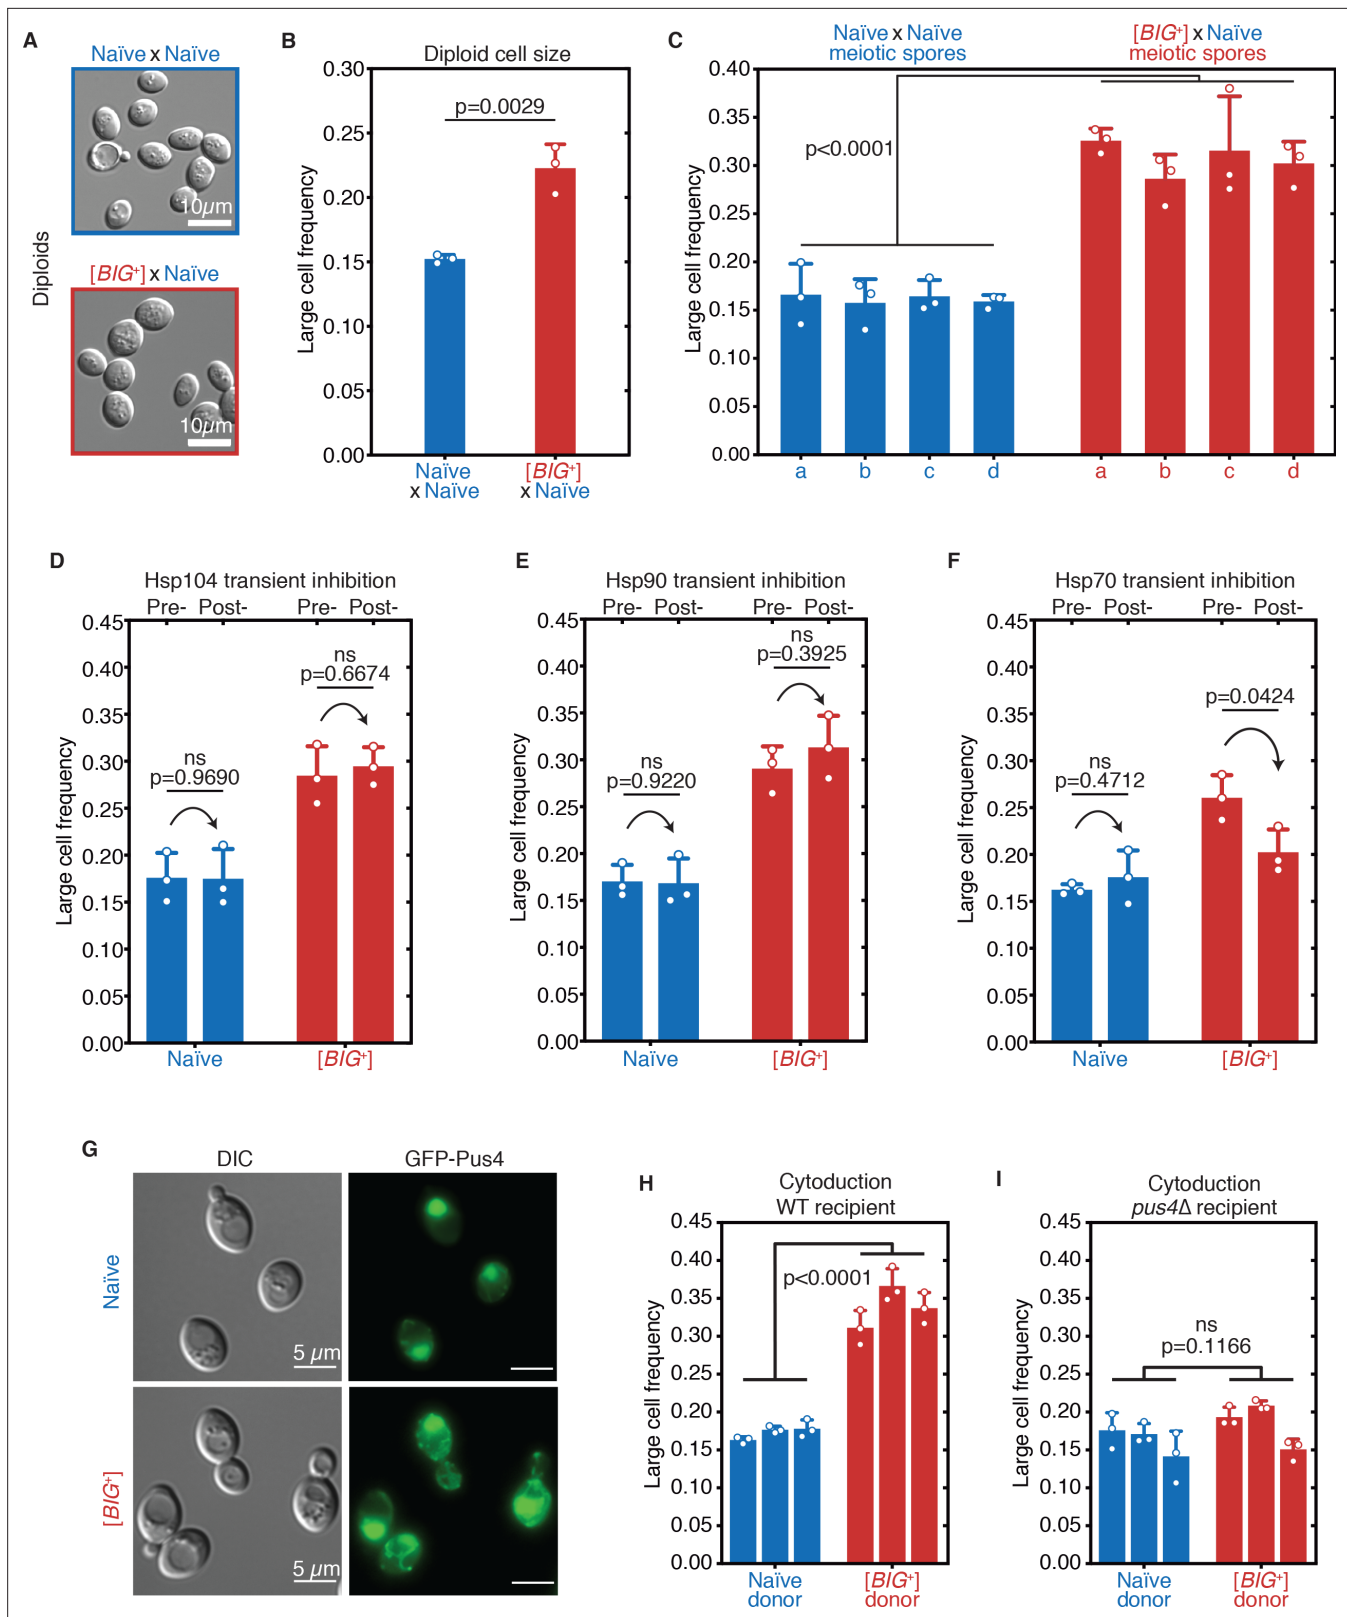 A
Naïve x Naïve
10µm
[BIG+] x Naïve
10µm
Diploids
B
Diploid cell size
p=0.0029
Large cell frequency
0.30
0.25
0.20
0.15
0.10
0.05
0.00
Naïve
x Naïve
[BIG+]
x Naïve
C
Naïve x Naïve
meiotic spores
[BIG+] x Naïve
meiotic spores
p<0.0001
Large cell frequency
0.40
0.35
0.30
0.25
0.20
0.15
0.10
0.05
0.00
a b c d a b c d
D
Hsp104 transient inhibition
Pre- Post- Pre- Post-
ns
p=0.9690
ns
p=0.6674
Large cell frequency
0.45
0.40
0.35
0.30
0.25
0.20
0.15
0.10
0.05
0.00
Naïve [BIG+]
E
Hsp90 transient inhibition
Pre- Post- Pre- Post-
ns
p=0.9220
ns
p=0.3925
Large cell frequency
0.45
0.40
0.35
0.30
0.25
0.20
0.15
0.10
0.05
0.00
Naïve [BIG+]
F
Hsp70 transient inhibition
Pre- Post- Pre- Post-
ns
p=0.4712
p=0.0424
Large cell frequency
0.45
0.40
0.35
0.30
0.25
0.20
0.15
0.10
0.05
0.00
Naïve [BIG+]
G
DIC GFP-Pus4
Naïve
5 µm
[BIG+]
5 µm
H
Cytoduction
WT recipient
p<0.0001
Large cell frequency
0.45
0.40
0.35
0.30
0.25
0.20
0.15
0.10
0.05
0.00
Naïve
donor
[BIG+]
donor
I
Cytoduction
pus4Δ recipient
ns
p=0.1166
Large cell frequency
0.45
0.40
0.35
0.30
0.25
0.20
0.15
0.10
0.05
0.00
Naïve
donor
[BIG+]
donor